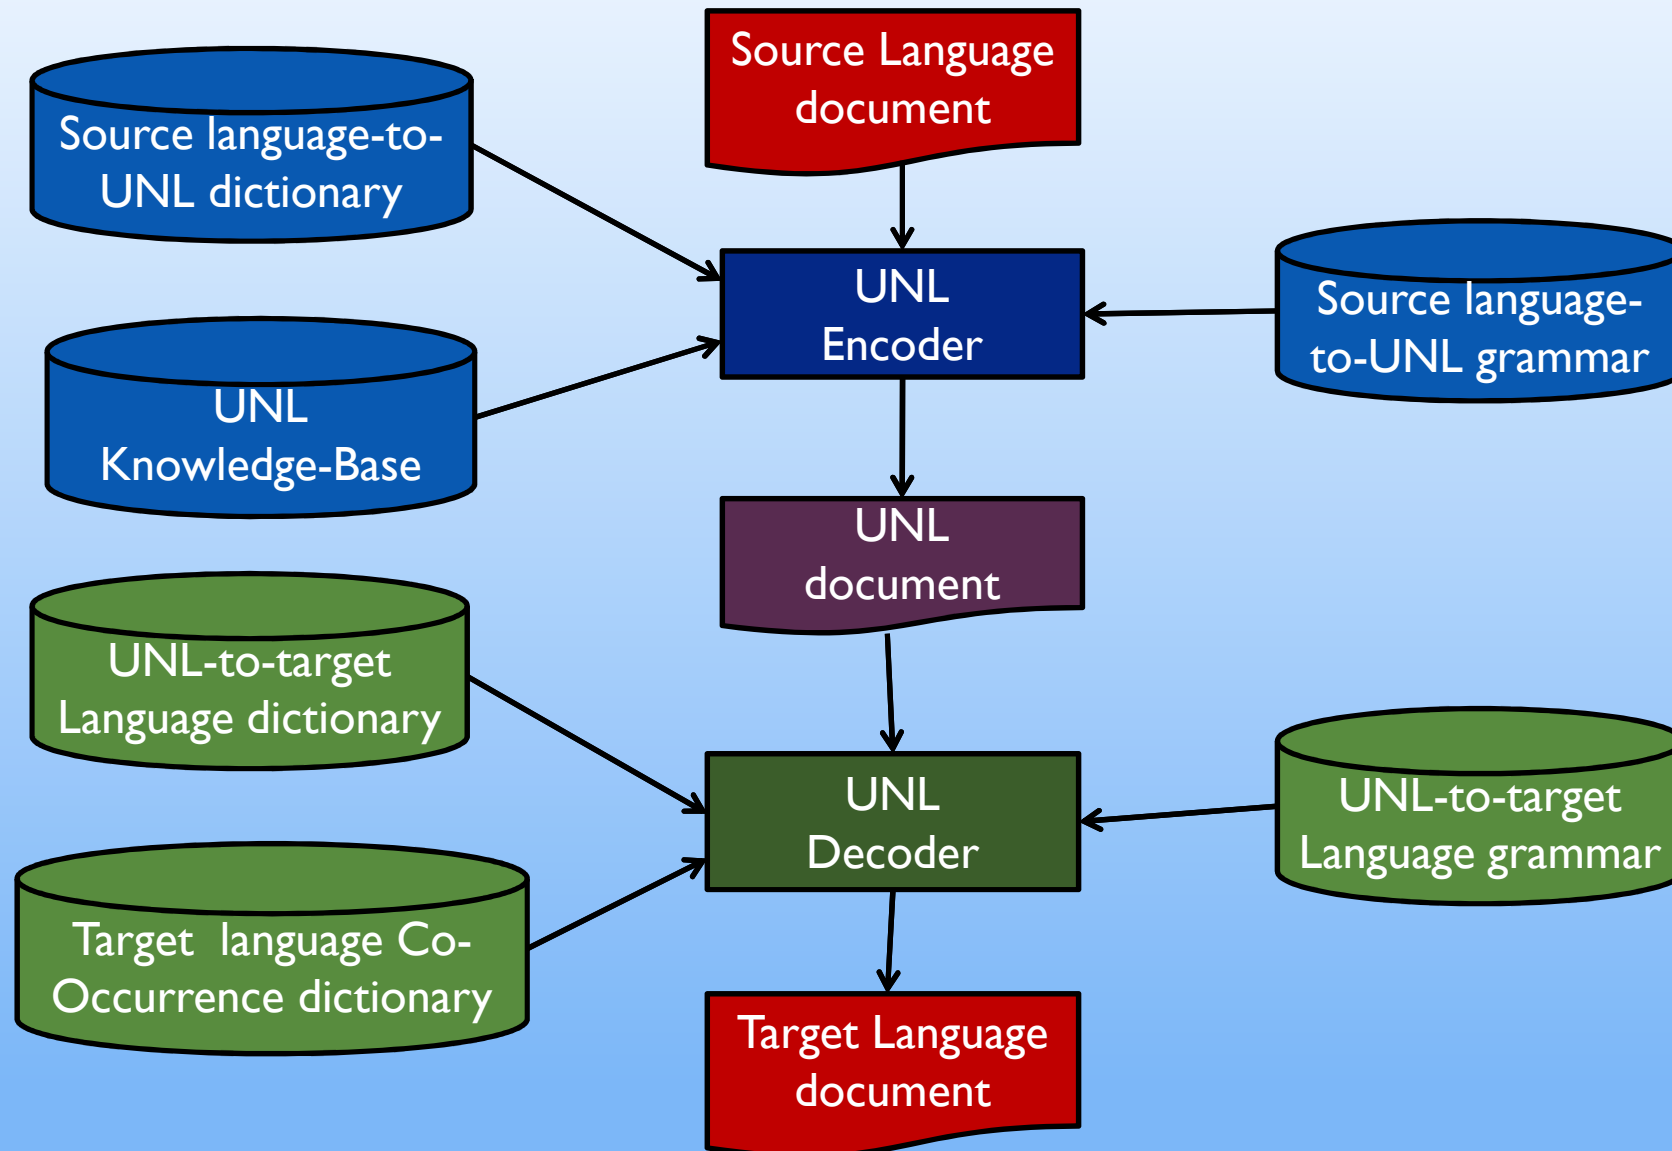 Source Language
document
Source language-to-
UNL dictionary
UNL
Encoder
Source language-
to-UNL grammar
UNL
Knowledge-Base
UNL
document
UNL-to-target
Language dictionary
UNL
Decoder
UNL-to-target
Language grammar
Target language Co-
Occurrence dictionary
Target Language
document